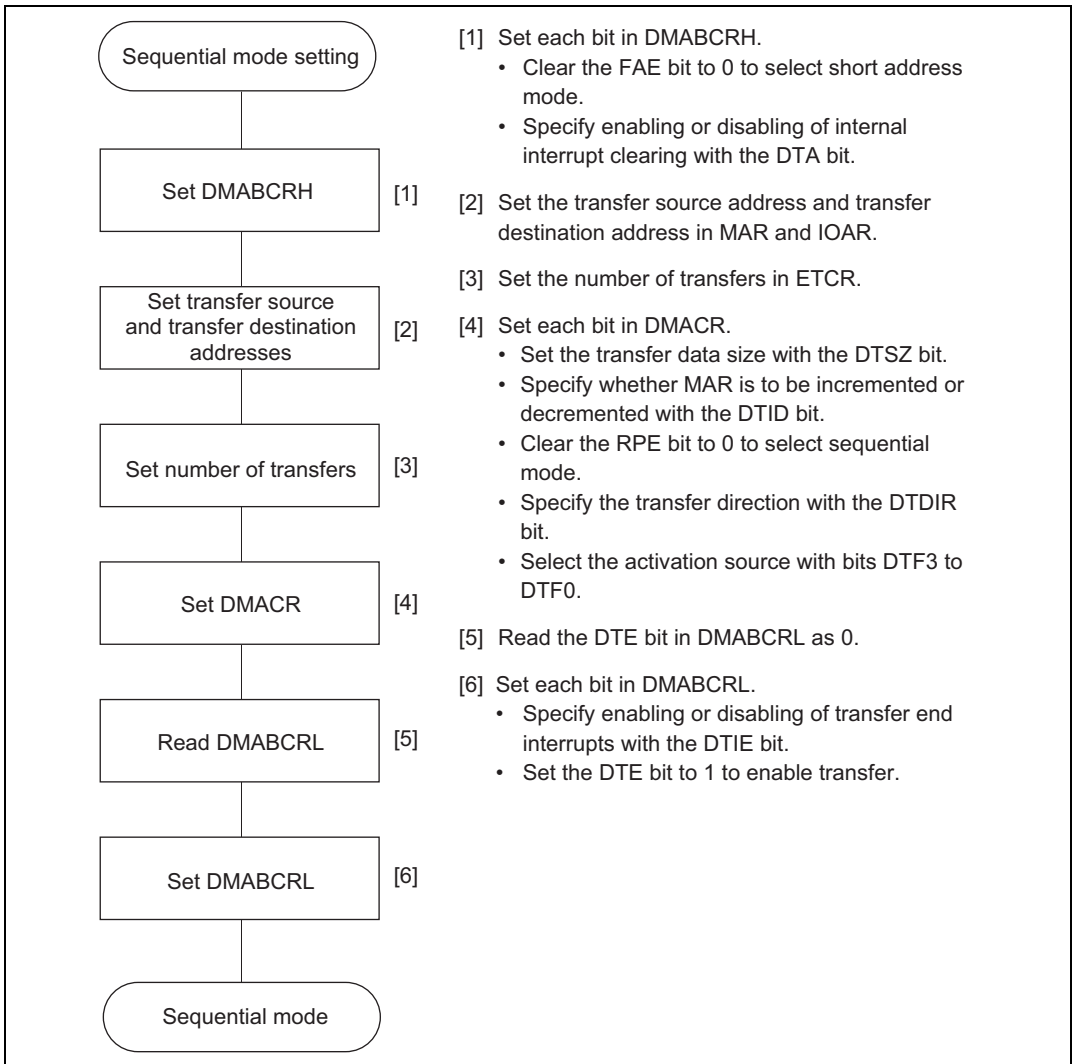 Sequential mode setting
Set DMABCRH
[1]
Set transfer source
and transfer destination
addresses
[2]
Set number of transfers
[3]
Set DMACR
[4]
Read DMABCRL
[5]
Set DMABCRL
[6]
Sequential mode
[1] Set each bit in DMABCRH.
• Clear the FAE bit to 0 to select short address
mode.
• Specify enabling or disabling of internal
interrupt clearing with the DTA bit.
[2] Set the transfer source address and transfer
destination address in MAR and IOAR.
[3] Set the number of transfers in ETCR.
[4] Set each bit in DMACR.
• Set the transfer data size with the DTSZ bit.
• Specify whether MAR is to be incremented or
decremented with the DTID bit.
• Clear the RPE bit to 0 to select sequential
mode.
• Specify the transfer direction with the DTDIR
bit.
• Select the activation source with bits DTF3 to
DTF0.
[5] Read the DTE bit in DMABCRL as 0.
[6] Set each bit in DMABCRL.
• Specify enabling or disabling of transfer end
interrupts with the DTIE bit.
• Set the DTE bit to 1 to enable transfer.